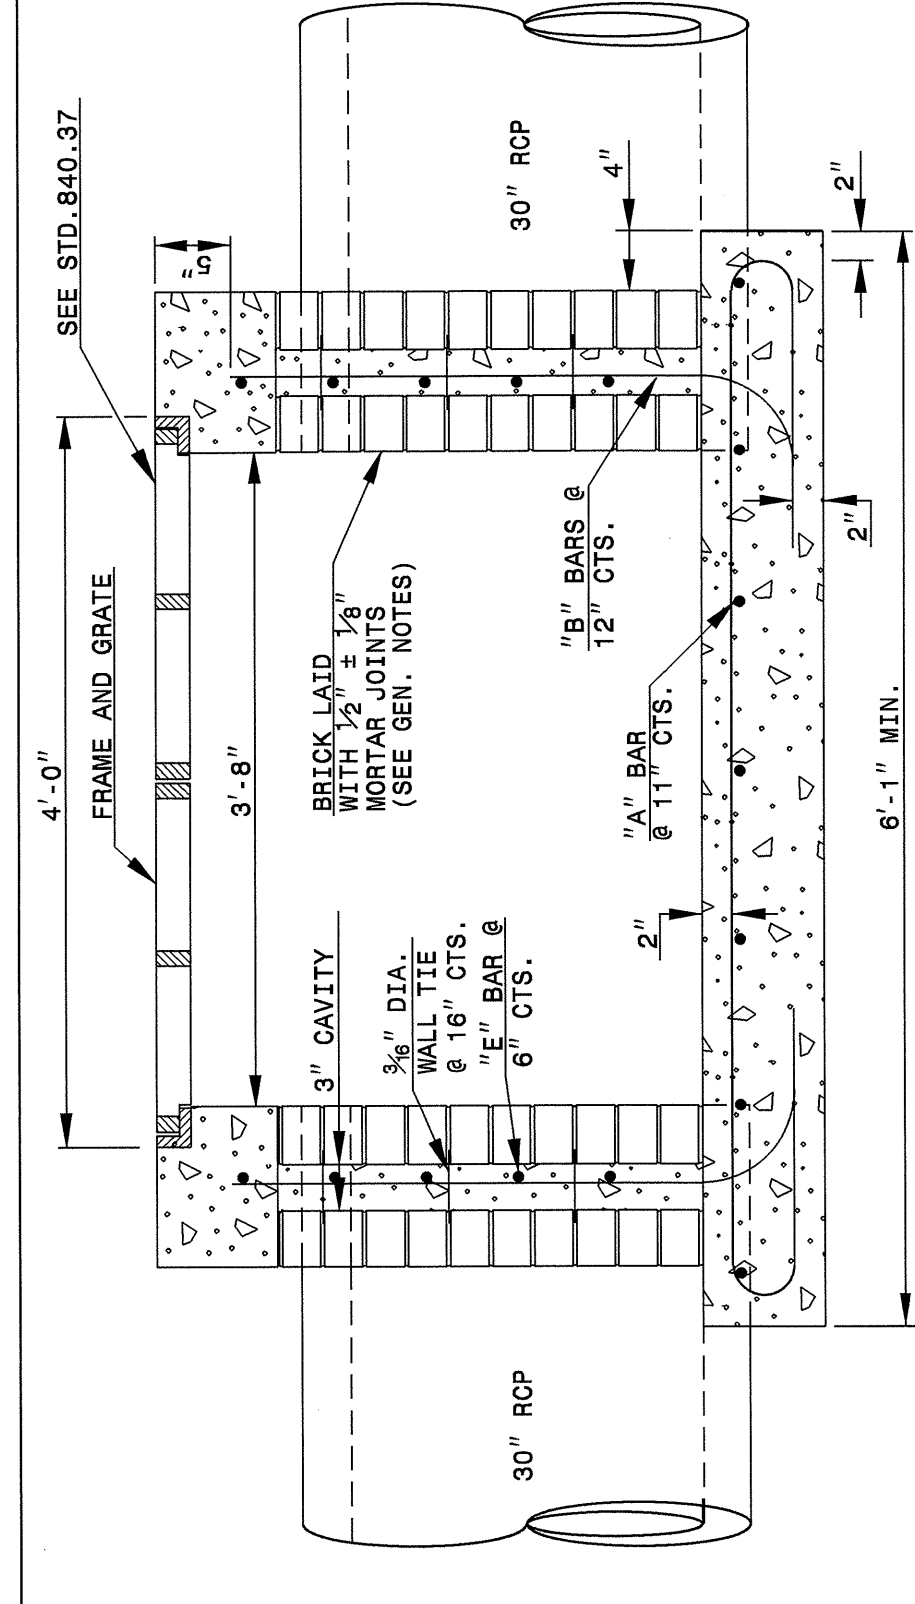 SEE STD.840.37
4'-0"
FRAME AND GRATE
5"
3'-8"
30" RCP
4"
2"
BRICK LAID
WITH 1/2" ± 1/8"
MORTAR JOINTS
(SEE GEN. NOTES)
3" CAVITY
3/16" DIA.
WALL TIE
@ 16" CTS.
"E" BAR @
6" CTS.
"B" BARS @
12" CTS.
"A" BAR
@ 11" CTS.
2"
2"
30" RCP
6'-1" MIN.